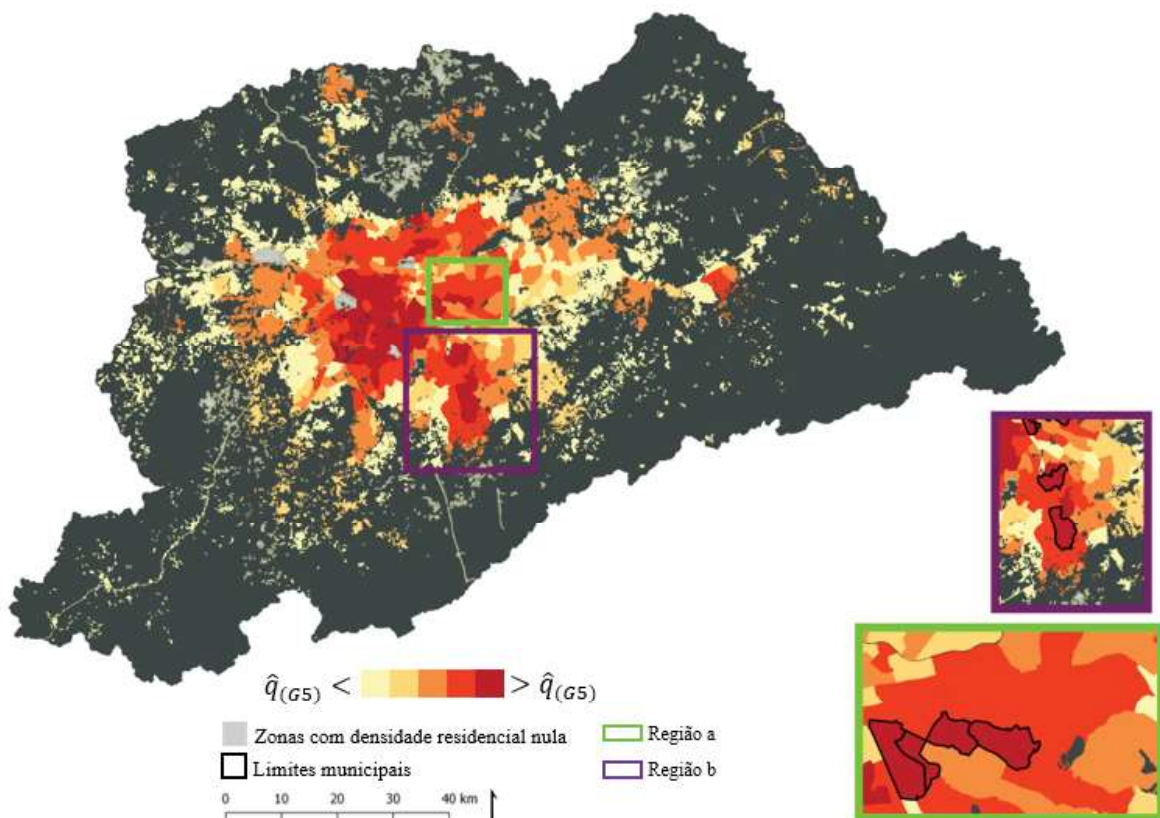 q̂(G5) < > q̂(G5)
Zonas com densidade residencial nula
Limites municipais
Região a
Região b
0 10 20 30 40 km